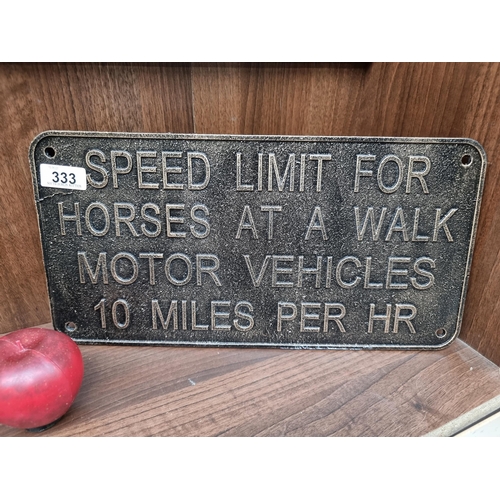 333
SPEED LIMIT FOR
HORSES AT A WALK
MOTOR VEHICLES
10 MILES PER HR